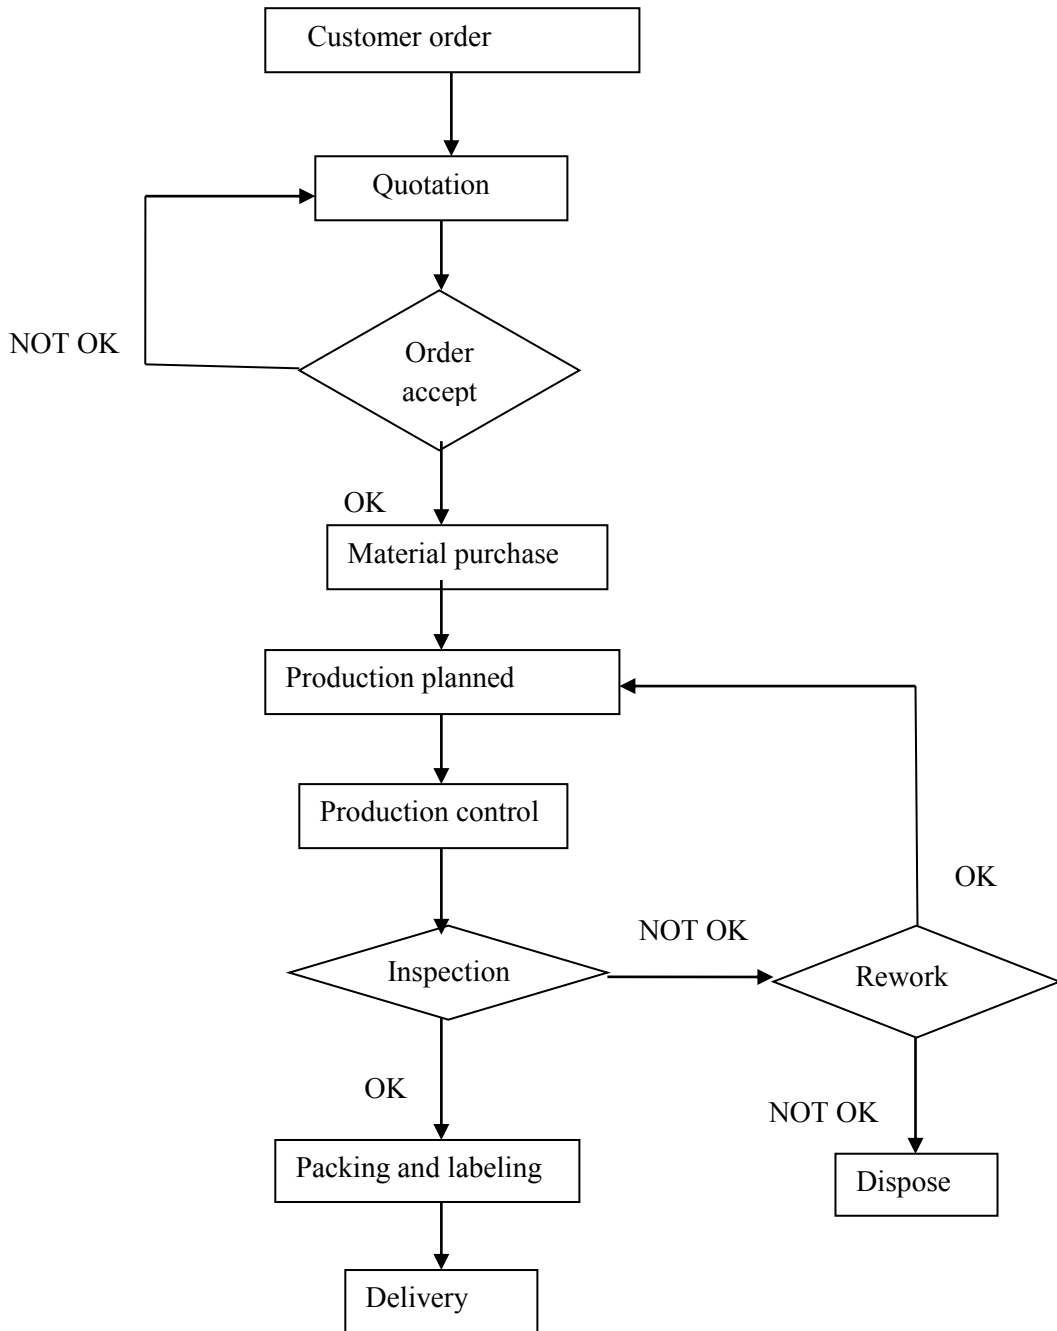 Customer order
Quotation
NOT OK
Order
accept
OK
Material purchase
Production planned
Production control
OK
NOT OK
Inspection
Rework
OK
NOT OK
Packing and labeling
Dispose
Delivery